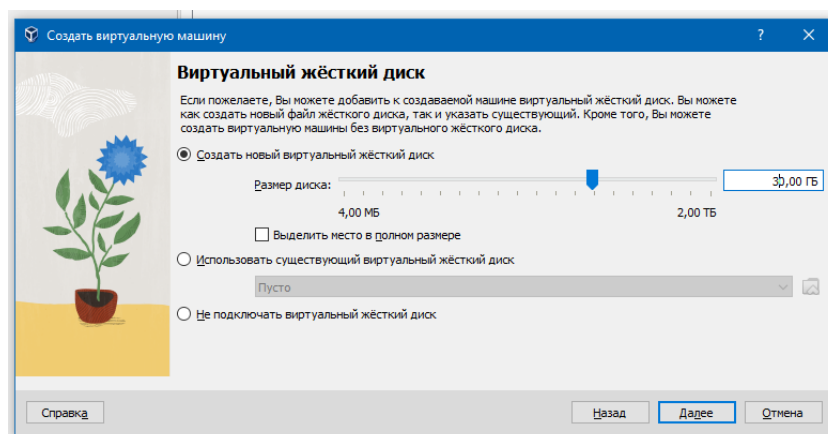 Создать виртуальную машину
Виртуальный жёсткий диск
Если пожелаете, Вы можете добавить к создаваемой машине виртуальный жёсткий диск. Вы можете
как создать новый файл жёсткого диска, так и указать существующий. Кроме того, Вы можете
создать виртуальную машины без виртуального жёсткого диска.
Создать новый виртуальный жёсткий диск
Размер диска: 30,00 ГБ
4,00 МБ 2,00 ТБ
Выделить место в полном размере
Использовать существующий виртуальный жёсткий диск
Пусто
Не подключать виртуальный жёсткий диск
Справка Назад Далее Отмена